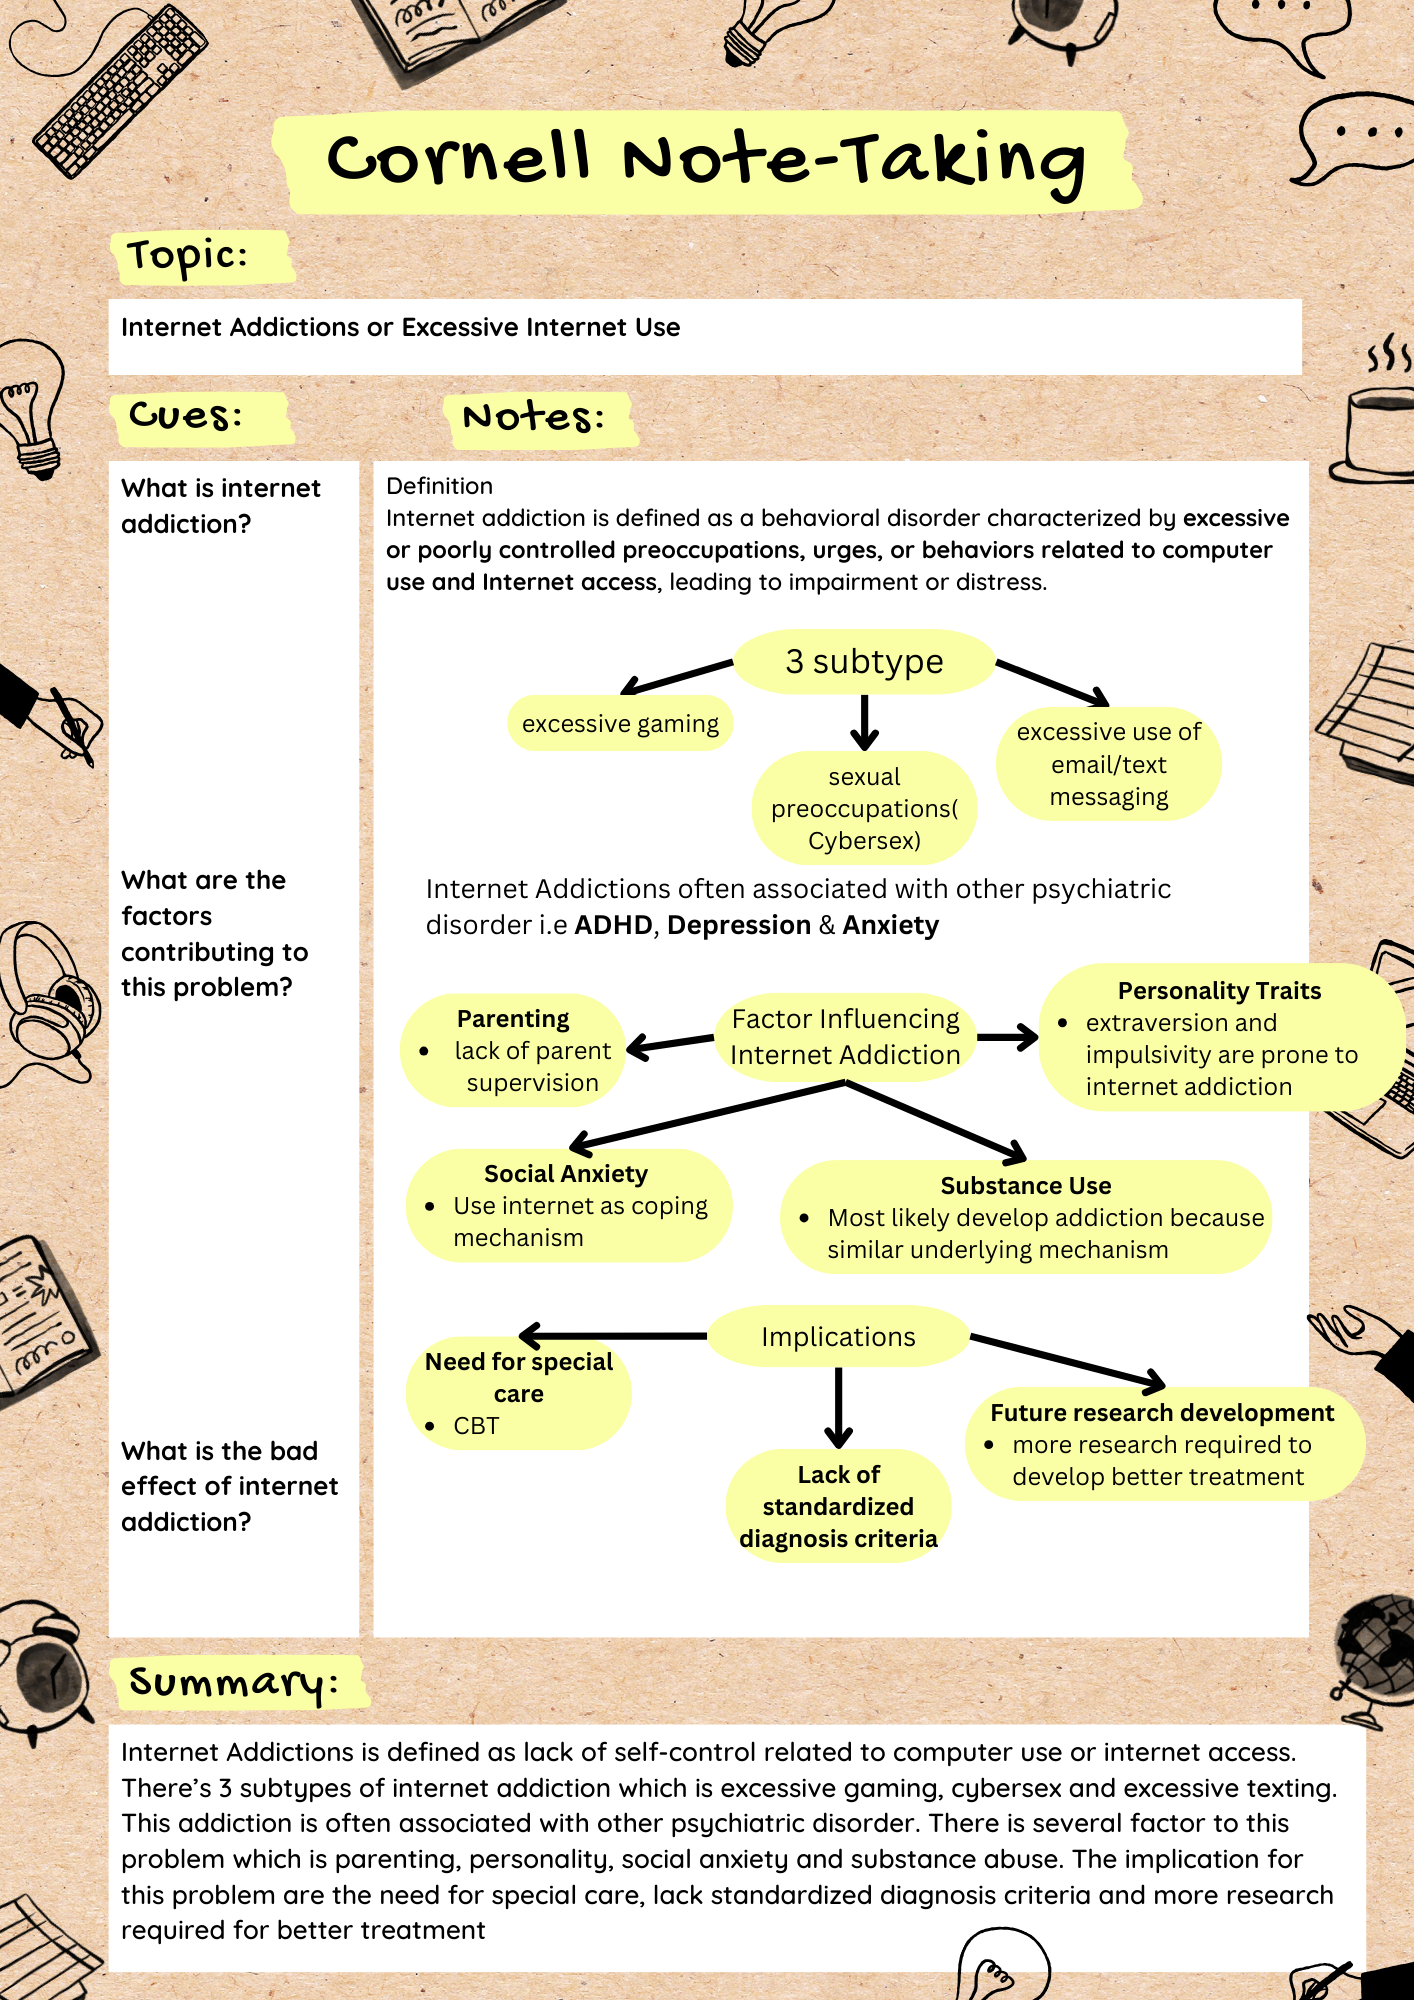 Cornell Note-Taking
Topic:
Internet Addictions or Excessive Internet Use
Cues:
What is internet
addiction?
What are the
factors
contributing to
this problem?
What is the bad
effect of internet
addiction?
Notes:
Definition
Internet addiction is defined as a behavioral disorder characterized by excessive
or poorly controlled preoccupations, urges, or behaviors related to computer
use and Internet access, leading to impairment or distress.
3 subtype
excessive gaming
sexual
preoccupations(
Cybersex)
excessive use of
email/text
messaging
Internet Addictions often associated with other psychiatric
disorder i.e ADHD, Depression & Anxiety
Factor Influencing
Internet Addiction
Parenting
• lack of parent
supervision
Personality Traits
• extraversion and
impulsivity are prone to
internet addiction
Social Anxiety
• Use internet as coping
mechanism
Substance Use
• Most likely develop addiction because
similar underlying mechanism
Implications
Need for special
care
• CBT
Lack of
standardized
diagnosis criteria
Future research development
• more research required to
develop better treatment
Summary:
Internet Addictions is defined as lack of self-control related to computer use or internet access.
There's 3 subtypes of internet addiction which is excessive gaming, cybersex and excessive texting.
This addiction is often associated with other psychiatric disorder. There is several factor to this
problem which is parenting, personality, social anxiety and substance abuse. The implication for
this problem are the need for special care, lack standardized diagnosis criteria and more research
required for better treatment